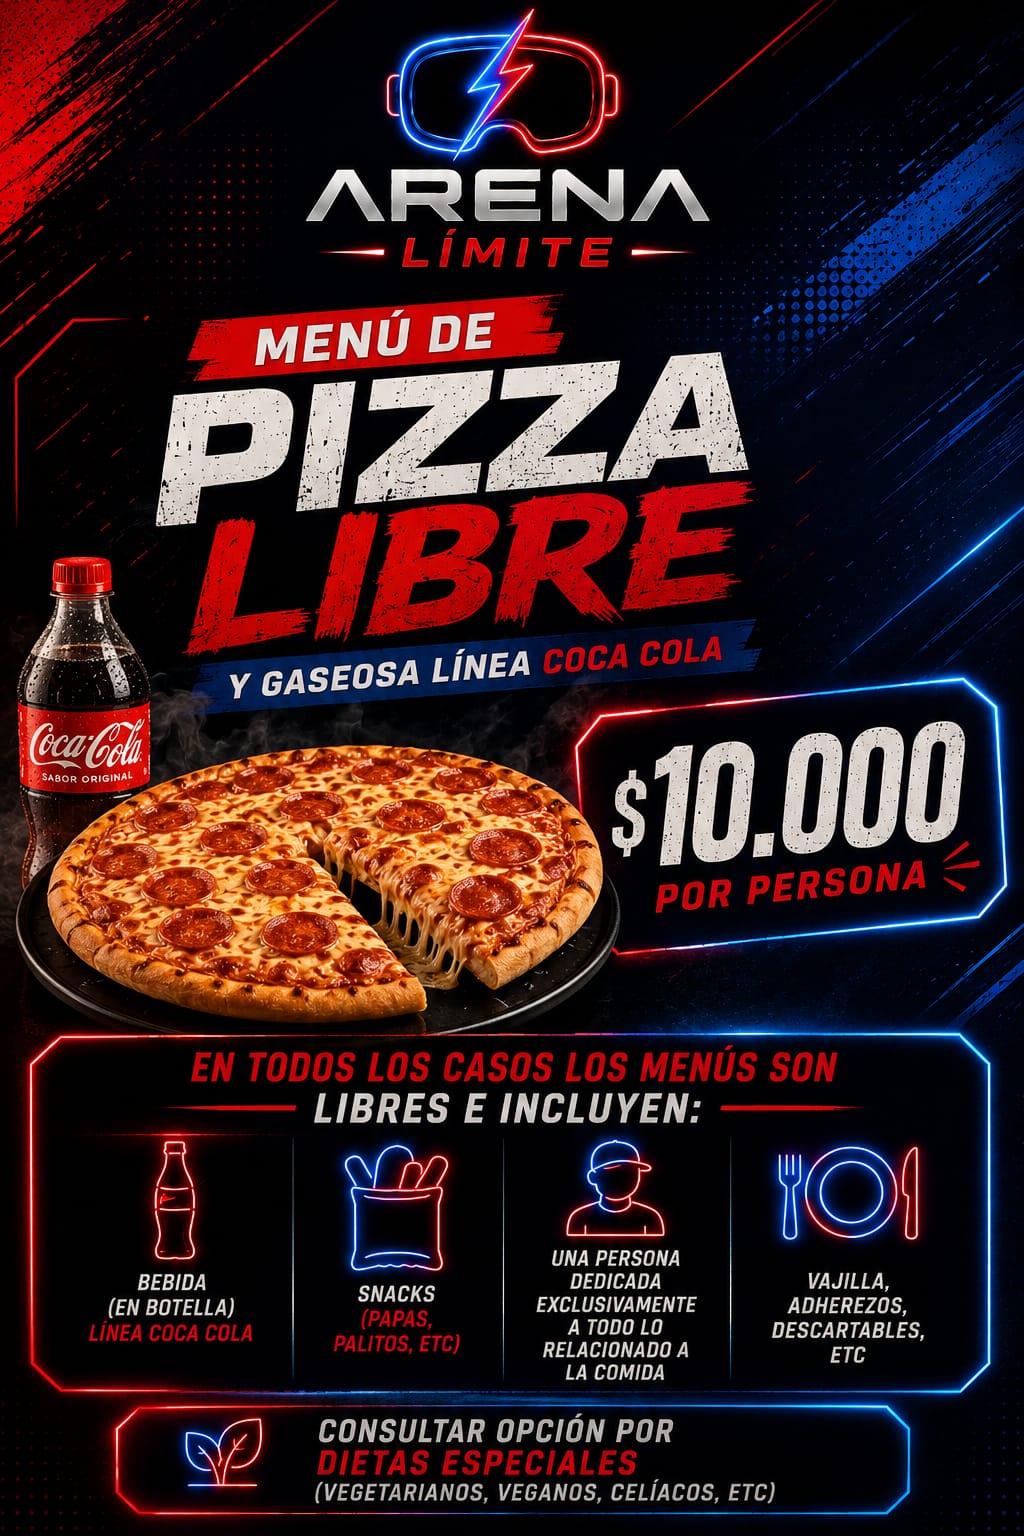 ARENA
LÍMITE
MENÚ DE
PIZZA
LIBRE
Y GASEOSA LÍNEA COCA COLA
Coca-Cola
SABOR ORIGINAL
$10.000
POR PERSONA
EN TODOS LOS CASOS LOS MENÚS SON
LIBRES E INCLUYEN:
BEBIDA
(EN BOTELLA)
LÍNEA COCA COLA
SNACKS
(PAPAS,
PALITOS, ETC)
UNA PERSONA
DEDICADA
EXCLUSIVAMENTE
A TODO LO
RELACIONADO A
LA COMIDA
VAJILLA,
ADHEREZOS,
DESCARTABLES,
ETC
CONSULTAR OPCIÓN POR
DIETAS ESPECIALES
(VEGETARIANOS, VEGANOS, CELÍACOS, ETC)